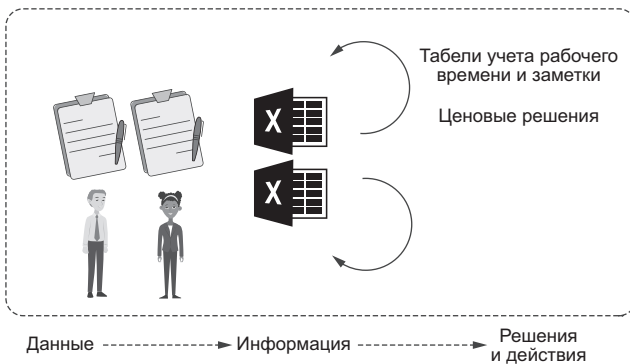 Табели учета рабочего
времени и заметки
Ценовые решения
X
X
Данные
Информация
Решения
и действия